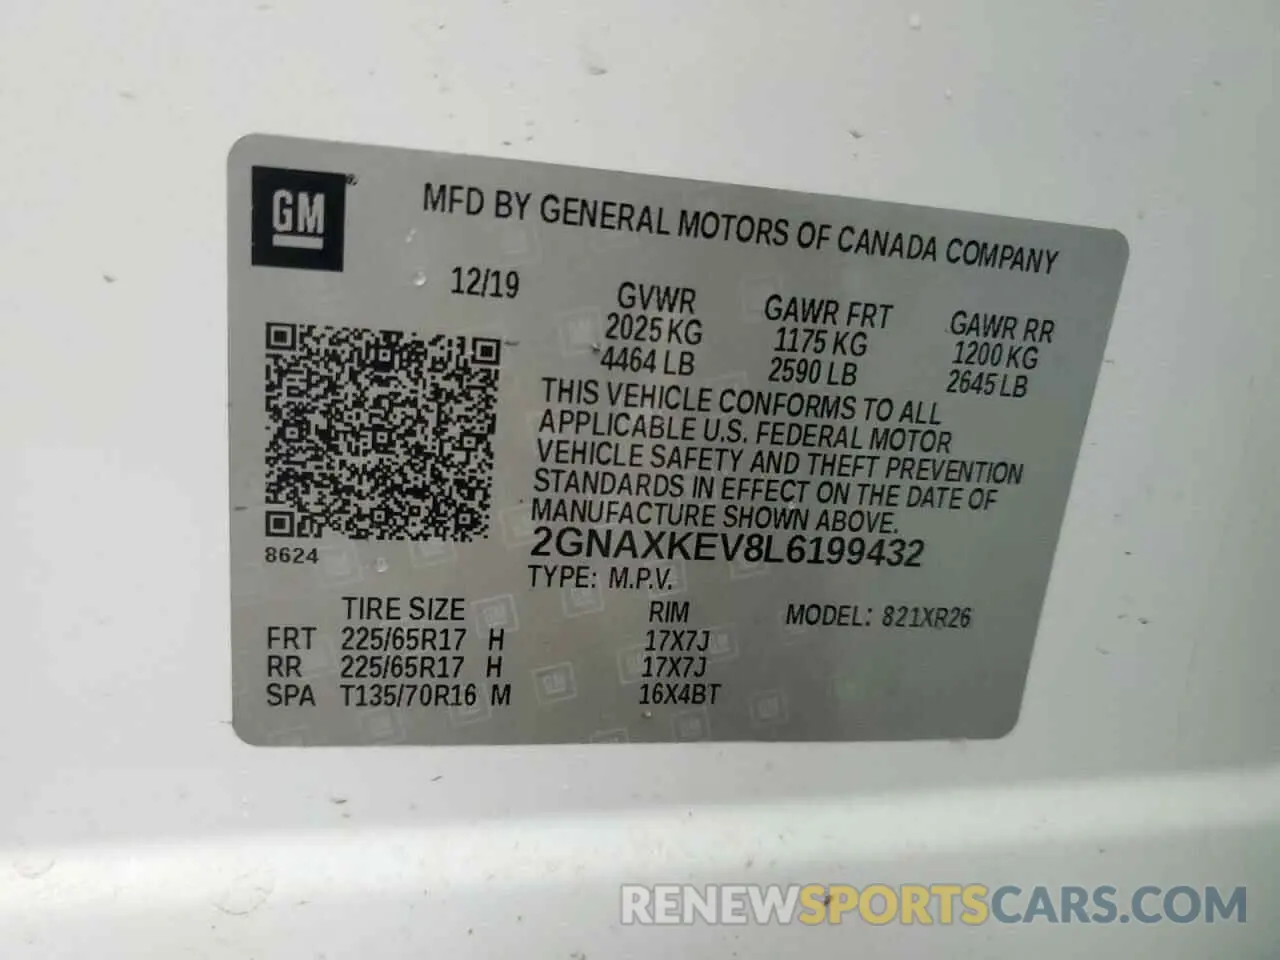 GM
MFD BY GENERAL MOTORS OF CANADA COMPANY
12/19
GVWR GAWR FRT GAWR RR
2025 KG 1175 KG 1200 KG
4464 LB 2590 LB 2645 LB
THIS VEHICLE CONFORMS TO ALL
APPLICABLE U.S. FEDERAL MOTOR
VEHICLE SAFETY AND THEFT PREVENTION
STANDARDS IN EFFECT ON THE DATE OF
MANUFACTURE SHOWN ABOVE.
8624
2GNAXKEV8L6199432
TYPE: M.P.V.
TIRE SIZE RIM MODEL: 821XR26
FRT 225/65R17 H 17X7J
RR 225/65R17 H 17X7J
SPA T135/70R16 M 16X4BT
RENEWSPORTSCARS.COM